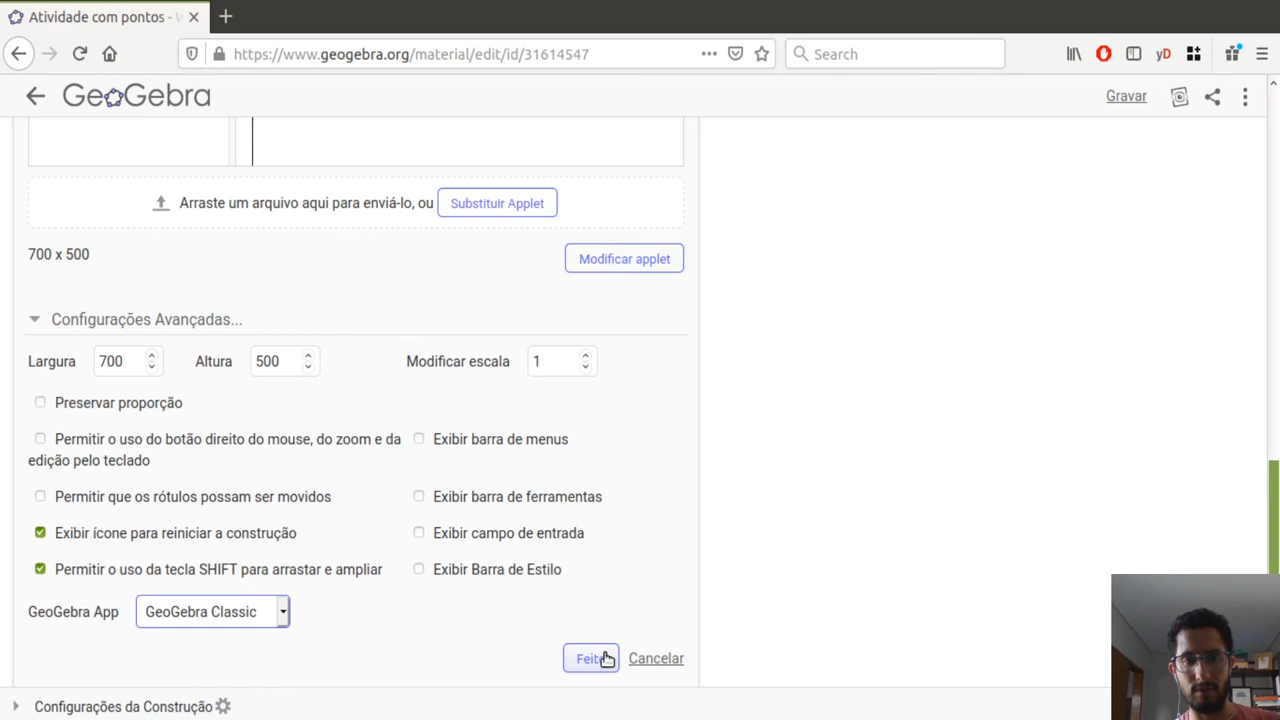 Atividade com pontos -
https://www.geogebra.org/material/edit/id/31614547
Search
yD
GeoGebra
Gravar
Arraste um arquivo aqui para enviá-lo, ou
Substituir Applet
700 x 500
Modificar applet
Configurações Avançadas...
Largura
700
Altura
500
Modificar escala
1
Preservar proporção
Permitir o uso do botão direito do mouse, do zoom e da
edição pelo teclado
Exibir barra de menus
Permitir que os rótulos possam ser movidos
Exibir barra de ferramentas
Exibir ícone para reiniciar a construção
Exibir campo de entrada
Permitir o uso da tecla SHIFT para arrastar e ampliar
Exibir Barra de Estilo
GeoGebra App
GeoGebra Classic
Feito
Cancelar
Configurações da Construção